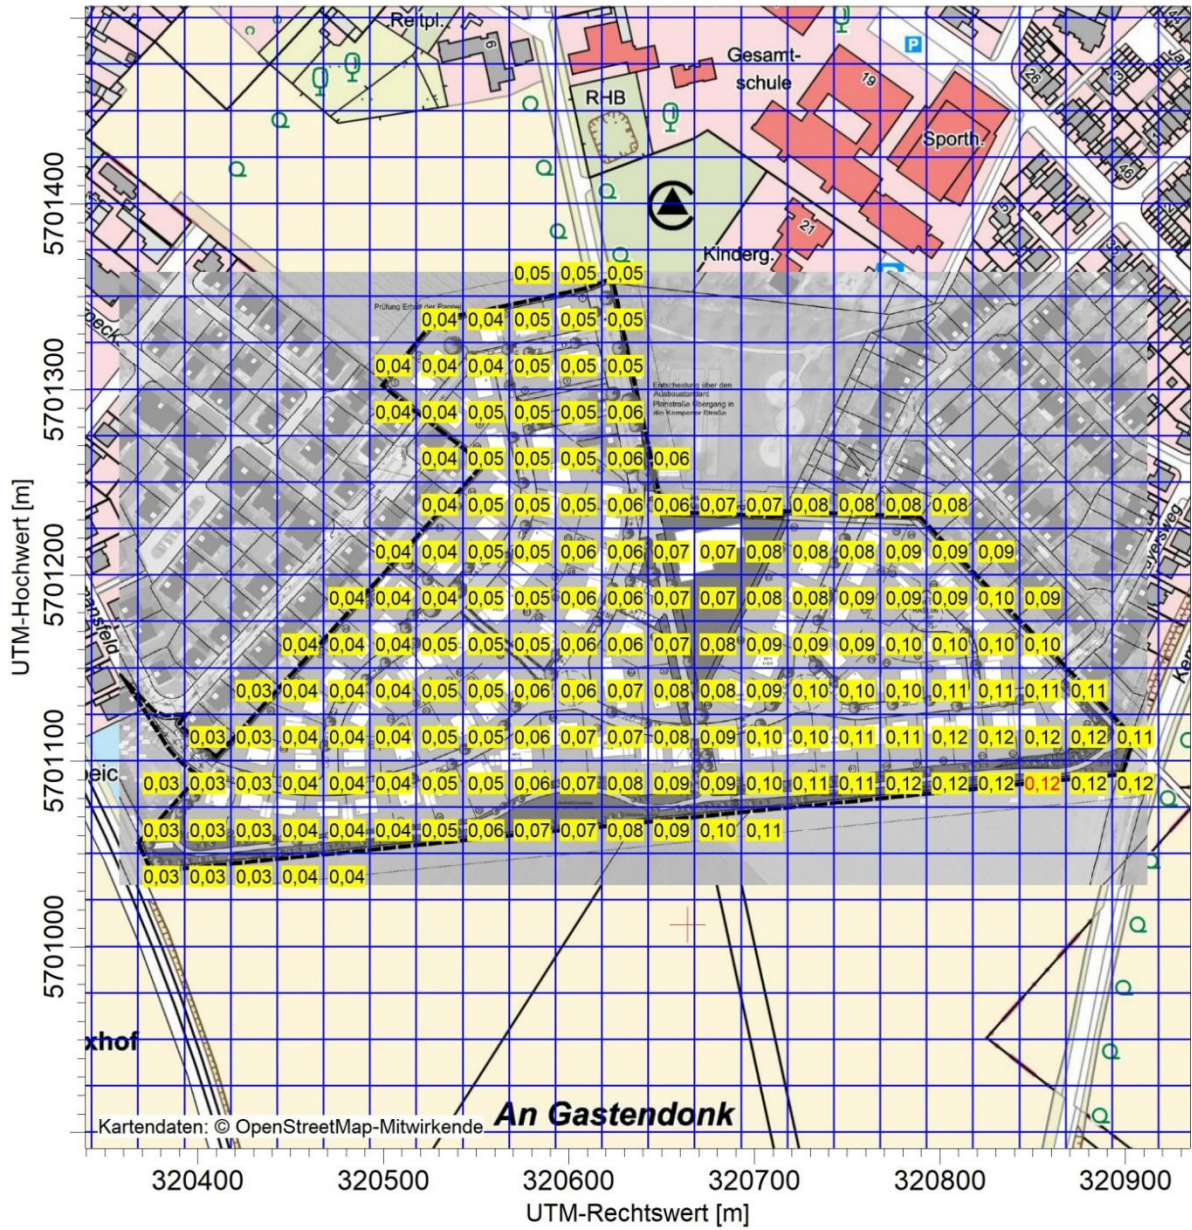 Reitpl.
6
Gesamt-
schule
19
RHB
Sporth.
26
13
46
21
Kinderg.
P
5701400
5701300
5701200
5701100
5701000
UTM-Hochwert [m]
0,05 0,05 0,05
Prüfung Erhalt der Pappel
0,04 0,04 0,05 0,05 0,05
0,04 0,04 0,04 0,05 0,05 0,05
Entscheidung über den
Ausbaustandard
Planstraße Übergang in
die Kempener Straße
0,04 0,04 0,05 0,05 0,05 0,06
0,04 0,05 0,05 0,05 0,06 0,06
0,04 0,05 0,05 0,05 0,06 0,06 0,07 0,07 0,08 0,08 0,08 0,08
0,04 0,04 0,05 0,05 0,06 0,06 0,07 0,07 0,08 0,08 0,08 0,09 0,09 0,09
0,04 0,04 0,04 0,05 0,05 0,06 0,06 0,07 0,07 0,08 0,08 0,09 0,09 0,09 0,10 0,09
0,04 0,04 0,04 0,05 0,05 0,05 0,06 0,06 0,07 0,08 0,09 0,09 0,09 0,10 0,10 0,10 0,10
0,03 0,04 0,04 0,04 0,05 0,05 0,06 0,06 0,07 0,08 0,08 0,09 0,10 0,10 0,10 0,11 0,11 0,11 0,11
0,03 0,03 0,04 0,04 0,04 0,05 0,05 0,06 0,07 0,07 0,08 0,09 0,10 0,10 0,11 0,11 0,12 0,12 0,12 0,12 0,11
0,03 0,03 0,03 0,04 0,04 0,04 0,05 0,05 0,06 0,07 0,08 0,09 0,09 0,10 0,11 0,11 0,12 0,12 0,12 0,12 0,12 0,12
0,03 0,03 0,03 0,04 0,04 0,04 0,05 0,06 0,07 0,07 0,08 0,09 0,10 0,11
0,03 0,03 0,03 0,04 0,04
eic
xhof
An Gastendonk
Kartendaten: © OpenStreetMap-Mitwirkende
320400 320500 320600 320700 320800 320900
UTM-Rechtswert [m]